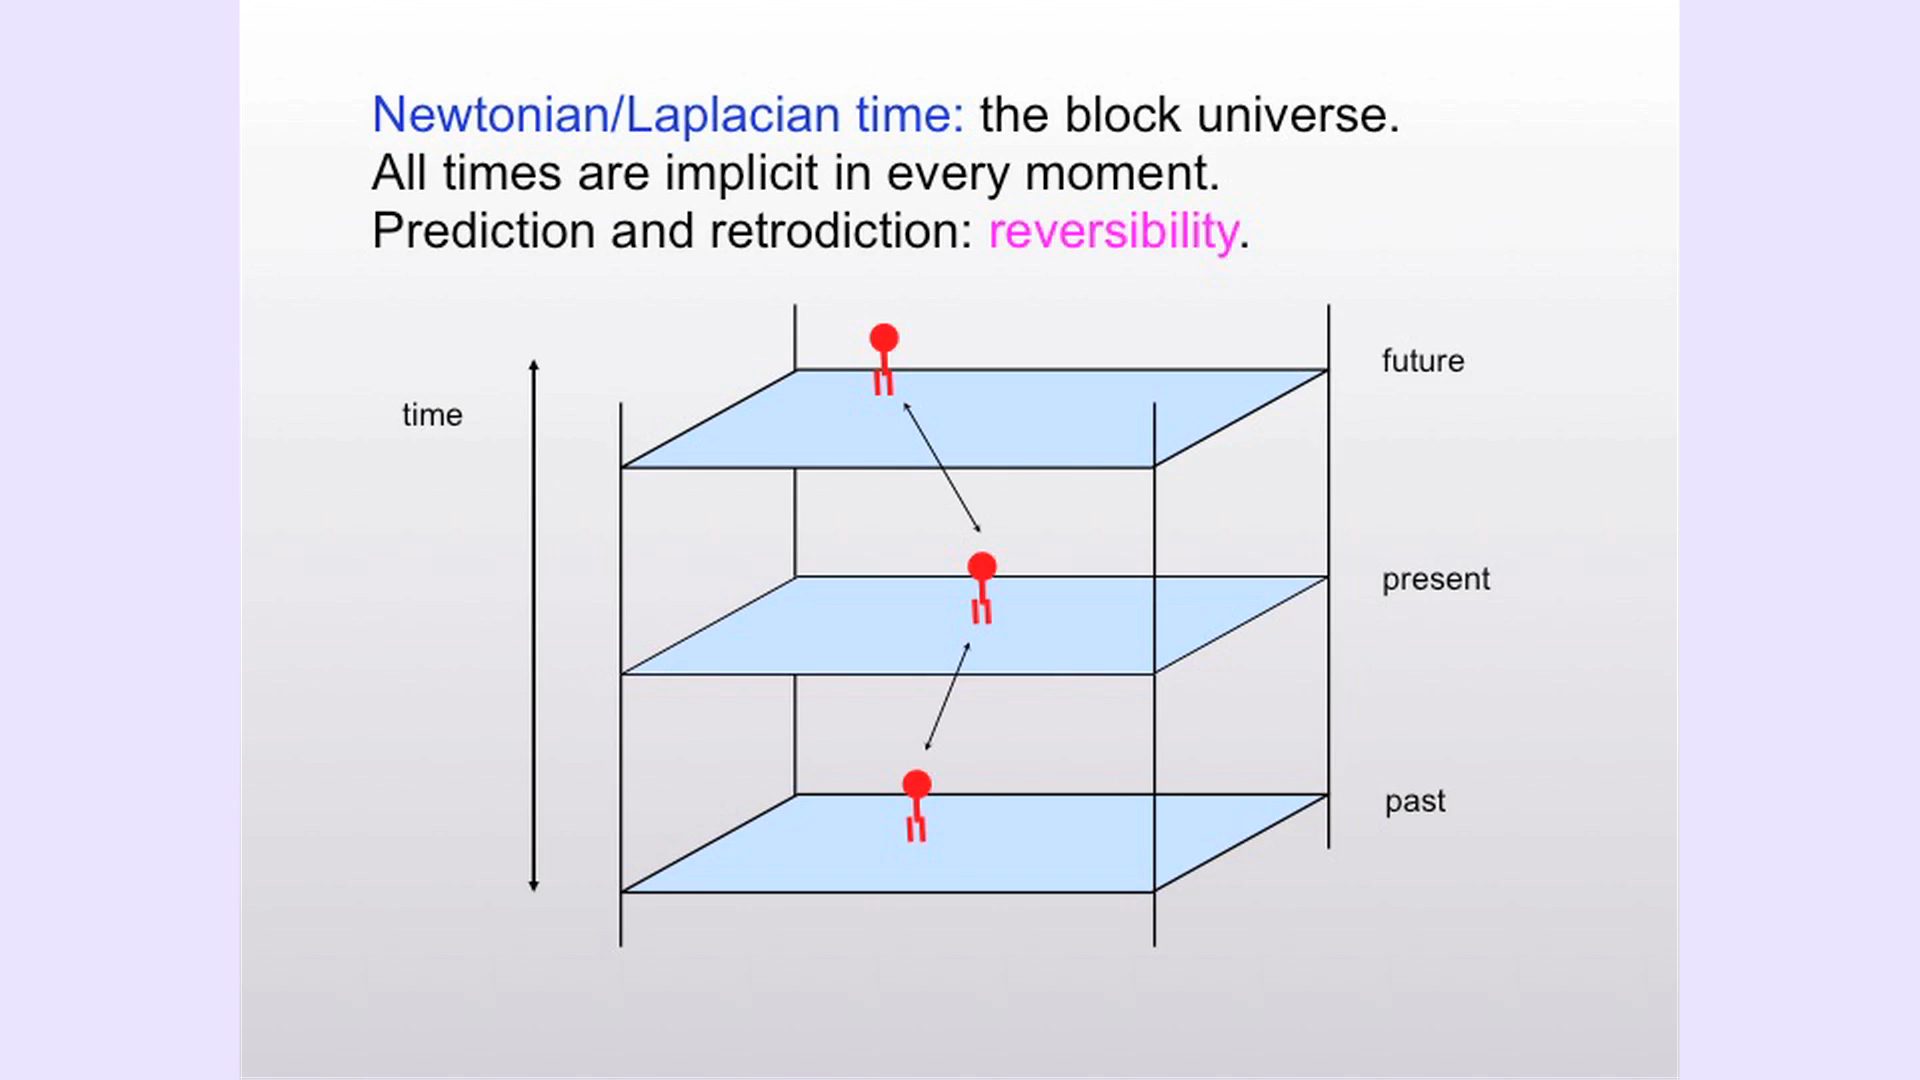 Newtonian/Laplacian time: the block universe.
All times are implicit in every moment.
Prediction and retrodiction: reversibility.
future
time
present
past